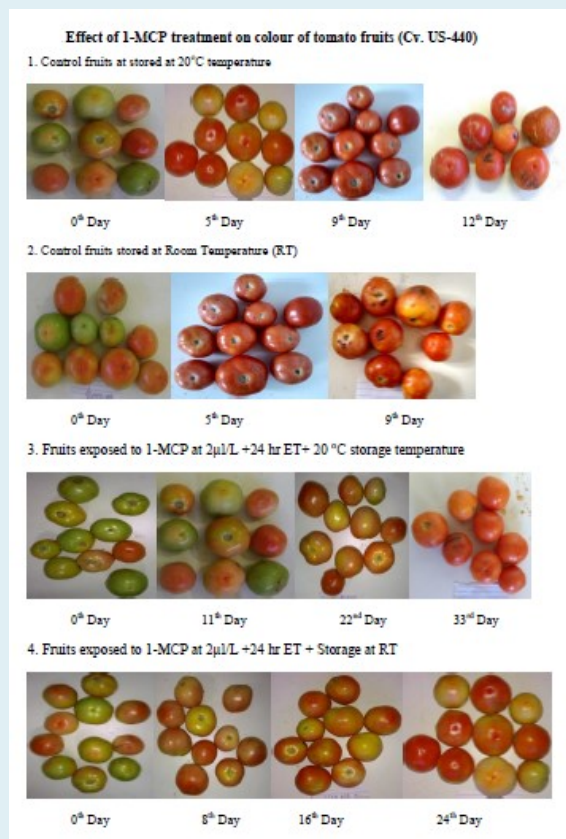 Effect of 1-MCP treatment on colour of tomato fruits (Cv. US-440)
1. Control fruits at stored at 20°C temperature
0th Day 5th Day 9th Day 12th Day
2. Control fruits stored at Room Temperature (RT)
0th Day 5th Day 9th Day
3. Fruits exposed to 1-MCP at 2μl/L +24 hr ET+ 20 °C storage temperature
0th Day 11th Day 22nd Day 33rd Day
4. Fruits exposed to 1-MCP at 2μl/L +24 hr ET + Storage at RT
0th Day 8th Day 16th Day 24th Day